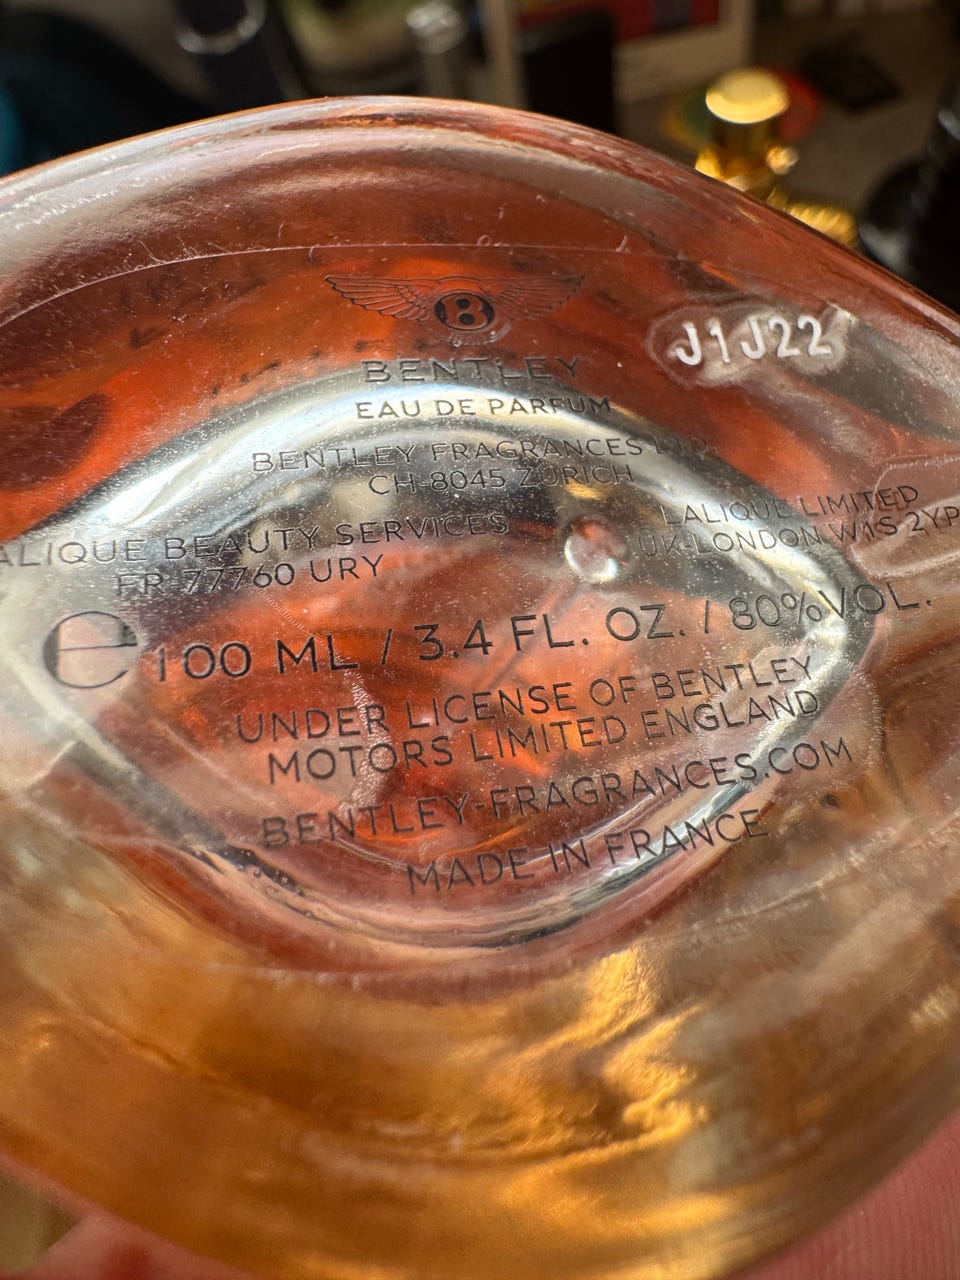 B
J1J22
BENTLEY
EAU DE PARFUM
BENTLEY FRAGRANCES LTD
CH-8045 ZURICH
LALIQUE LIMITED
UK-LONDON W1S 2YP
ALIQUE BEAUTY SERVICES
FR-77760 URY
e 100 ML / 3.4 FL. OZ. / 80% VOL.
UNDER LICENSE OF BENTLEY
MOTORS LIMITED ENGLAND
BENTLEY-FRAGRANCES.COM
MADE IN FRANCE